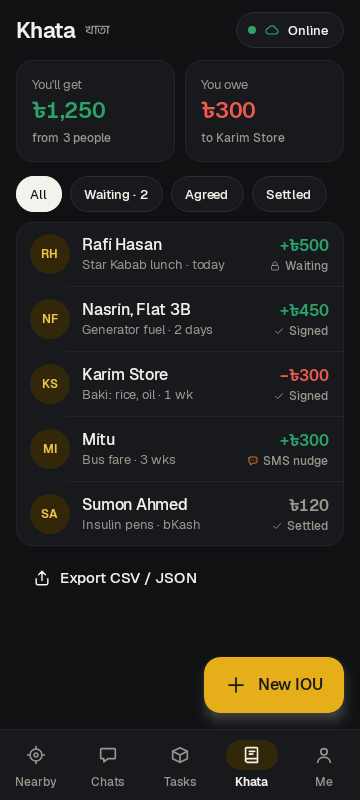 Khata খাতা
Online
You'll get
৳1,250
from 3 people
You owe
৳300
to Karim Store
All
Waiting · 2
Agreed
Settled
RH
Rafi Hasan
+৳500
Star Kabab lunch · today
Waiting
NF
Nasrin, Flat 3B
+৳450
Generator fuel · 2 days
Signed
KS
Karim Store
−৳300
Baki: rice, oil · 1 wk
Signed
MI
Mitu
+৳300
Bus fare · 3 wks
SMS nudge
SA
Sumon Ahmed
৳120
Insulin pens · bKash
Settled
Export CSV / JSON
New IOU
Nearby
Chats
Tasks
Khata
Me